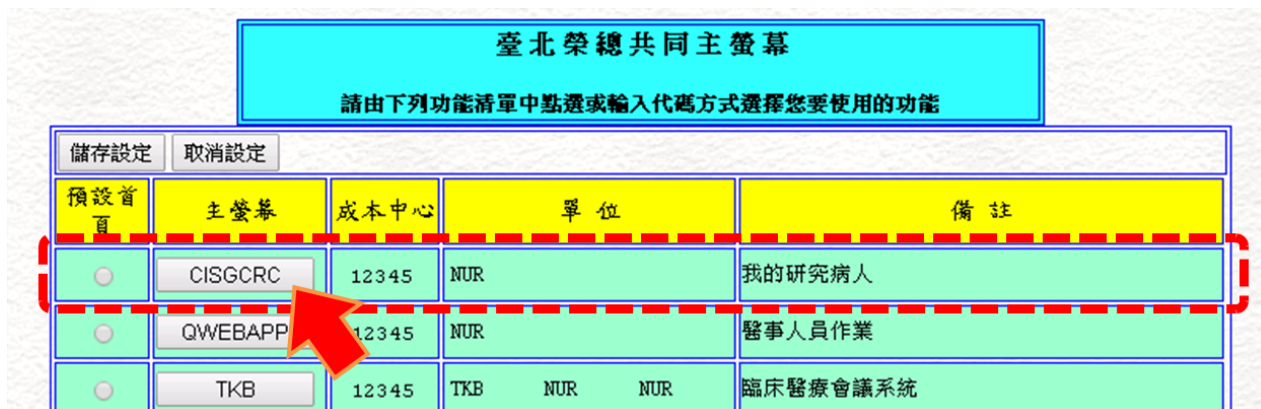 臺北榮總共同主螢幕
請由下列功能清單中點選或輸入代碼方式選擇您要使用的功能
儲存設定 取消設定
預設首頁 主螢幕 成本中心 單 位 備 註
CISGCRC 12345 NUR 我的研究病人
QWEBAPP 12345 NUR 醫事人員作業
TKB 12345 TKB NUR NUR 臨床醫療會議系統